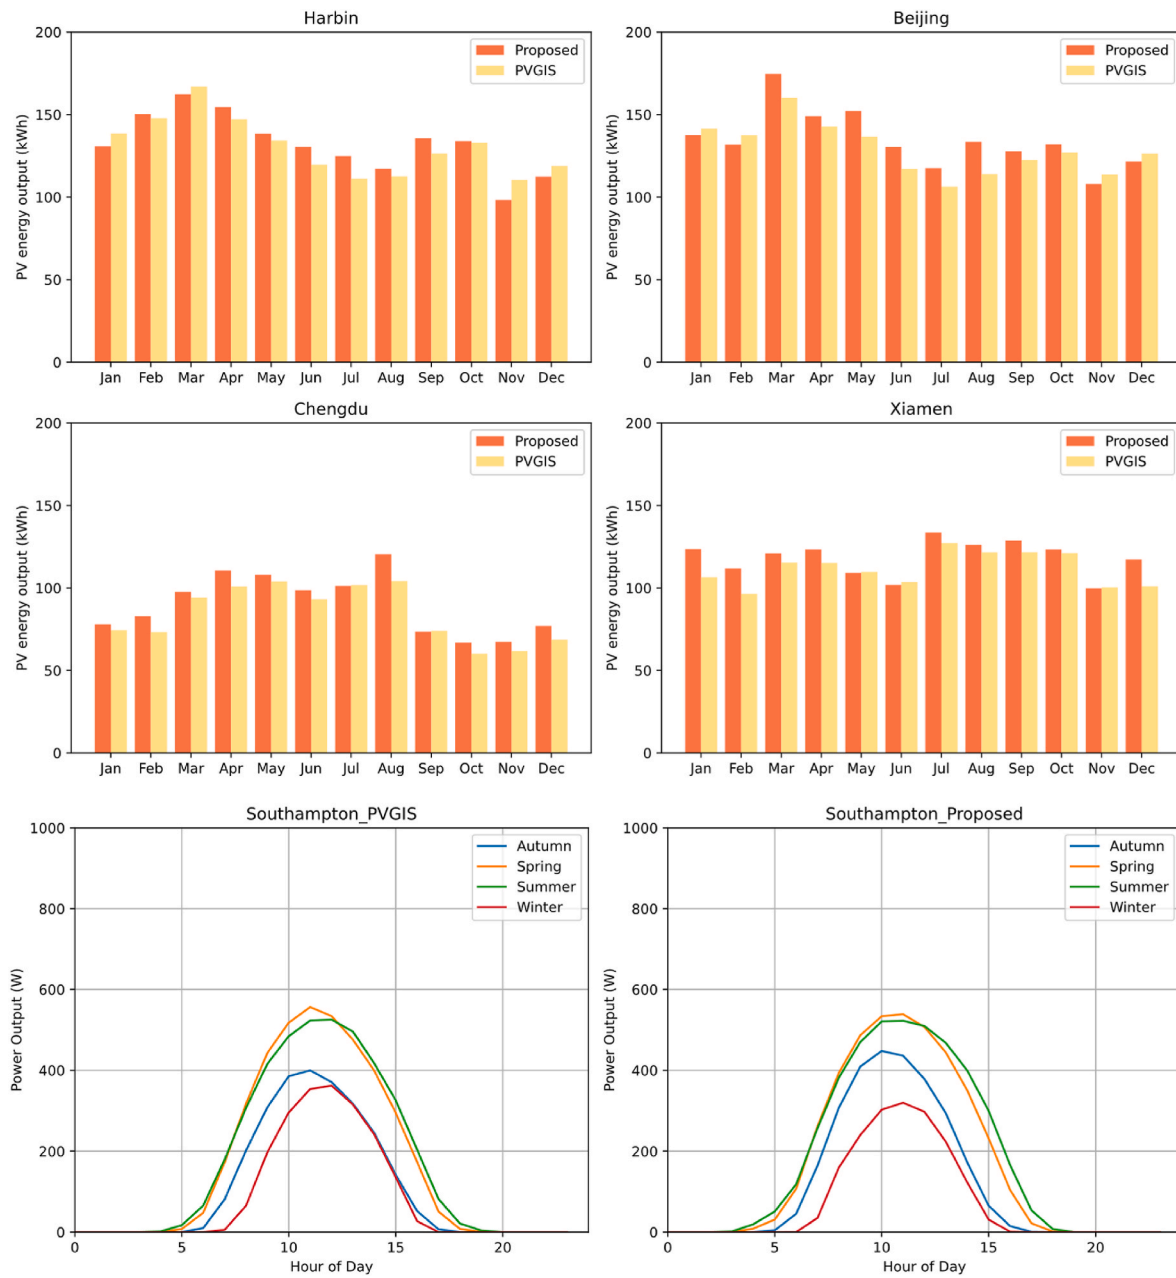 Harbin
PV energy output (kWh)
200
150
100
50
0
Proposed
PVGIS
Jan Feb Mar Apr May Jun Jul Aug Sep Oct Nov Dec
Beijing
PV energy output (kWh)
200
150
100
50
0
Proposed
PVGIS
Jan Feb Mar Apr May Jun Jul Aug Sep Oct Nov Dec
Chengdu
PV energy output (kWh)
200
150
100
50
0
Proposed
PVGIS
Jan Feb Mar Apr May Jun Jul Aug Sep Oct Nov Dec
Xiamen
PV energy output (kWh)
200
150
100
50
0
Proposed
PVGIS
Jan Feb Mar Apr May Jun Jul Aug Sep Oct Nov Dec
Southampton_PVGIS
Power Output (W)
1000
800
600
400
200
0
Autumn
Spring
Summer
Winter
0 5 10 15 20
Hour of Day
Southampton_Proposed
Power Output (W)
1000
800
600
400
200
0
Autumn
Spring
Summer
Winter
0 5 10 15 20
Hour of Day